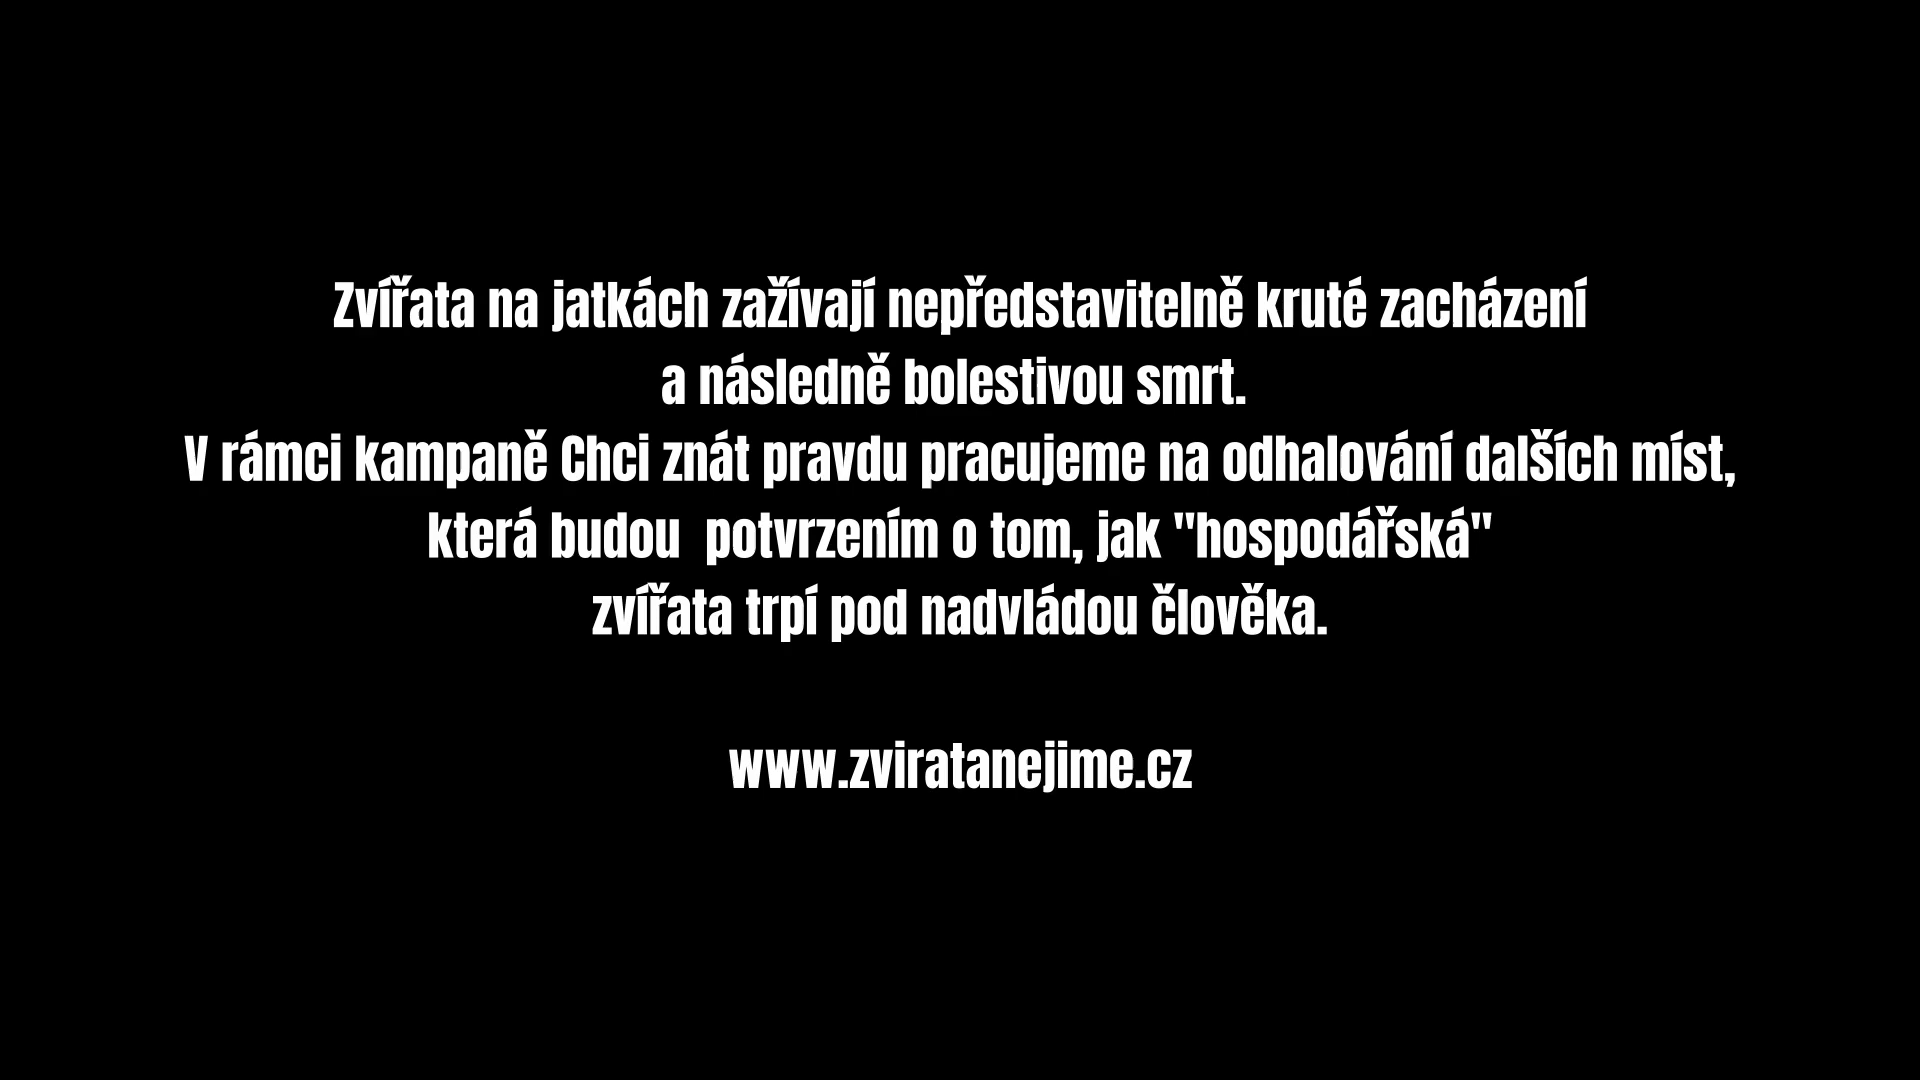 Zvířata na jatkách zažívají nepředstavitelně kruté zacházení
a následně bolestivou smrt.
V rámci kampaně Chci znát pravdu pracujeme na odhalování dalších míst,
která budou  potvrzením o tom, jak "hospodářská"
zvířata trpí pod nadvládou člověka.
www.zviratanejime.cz